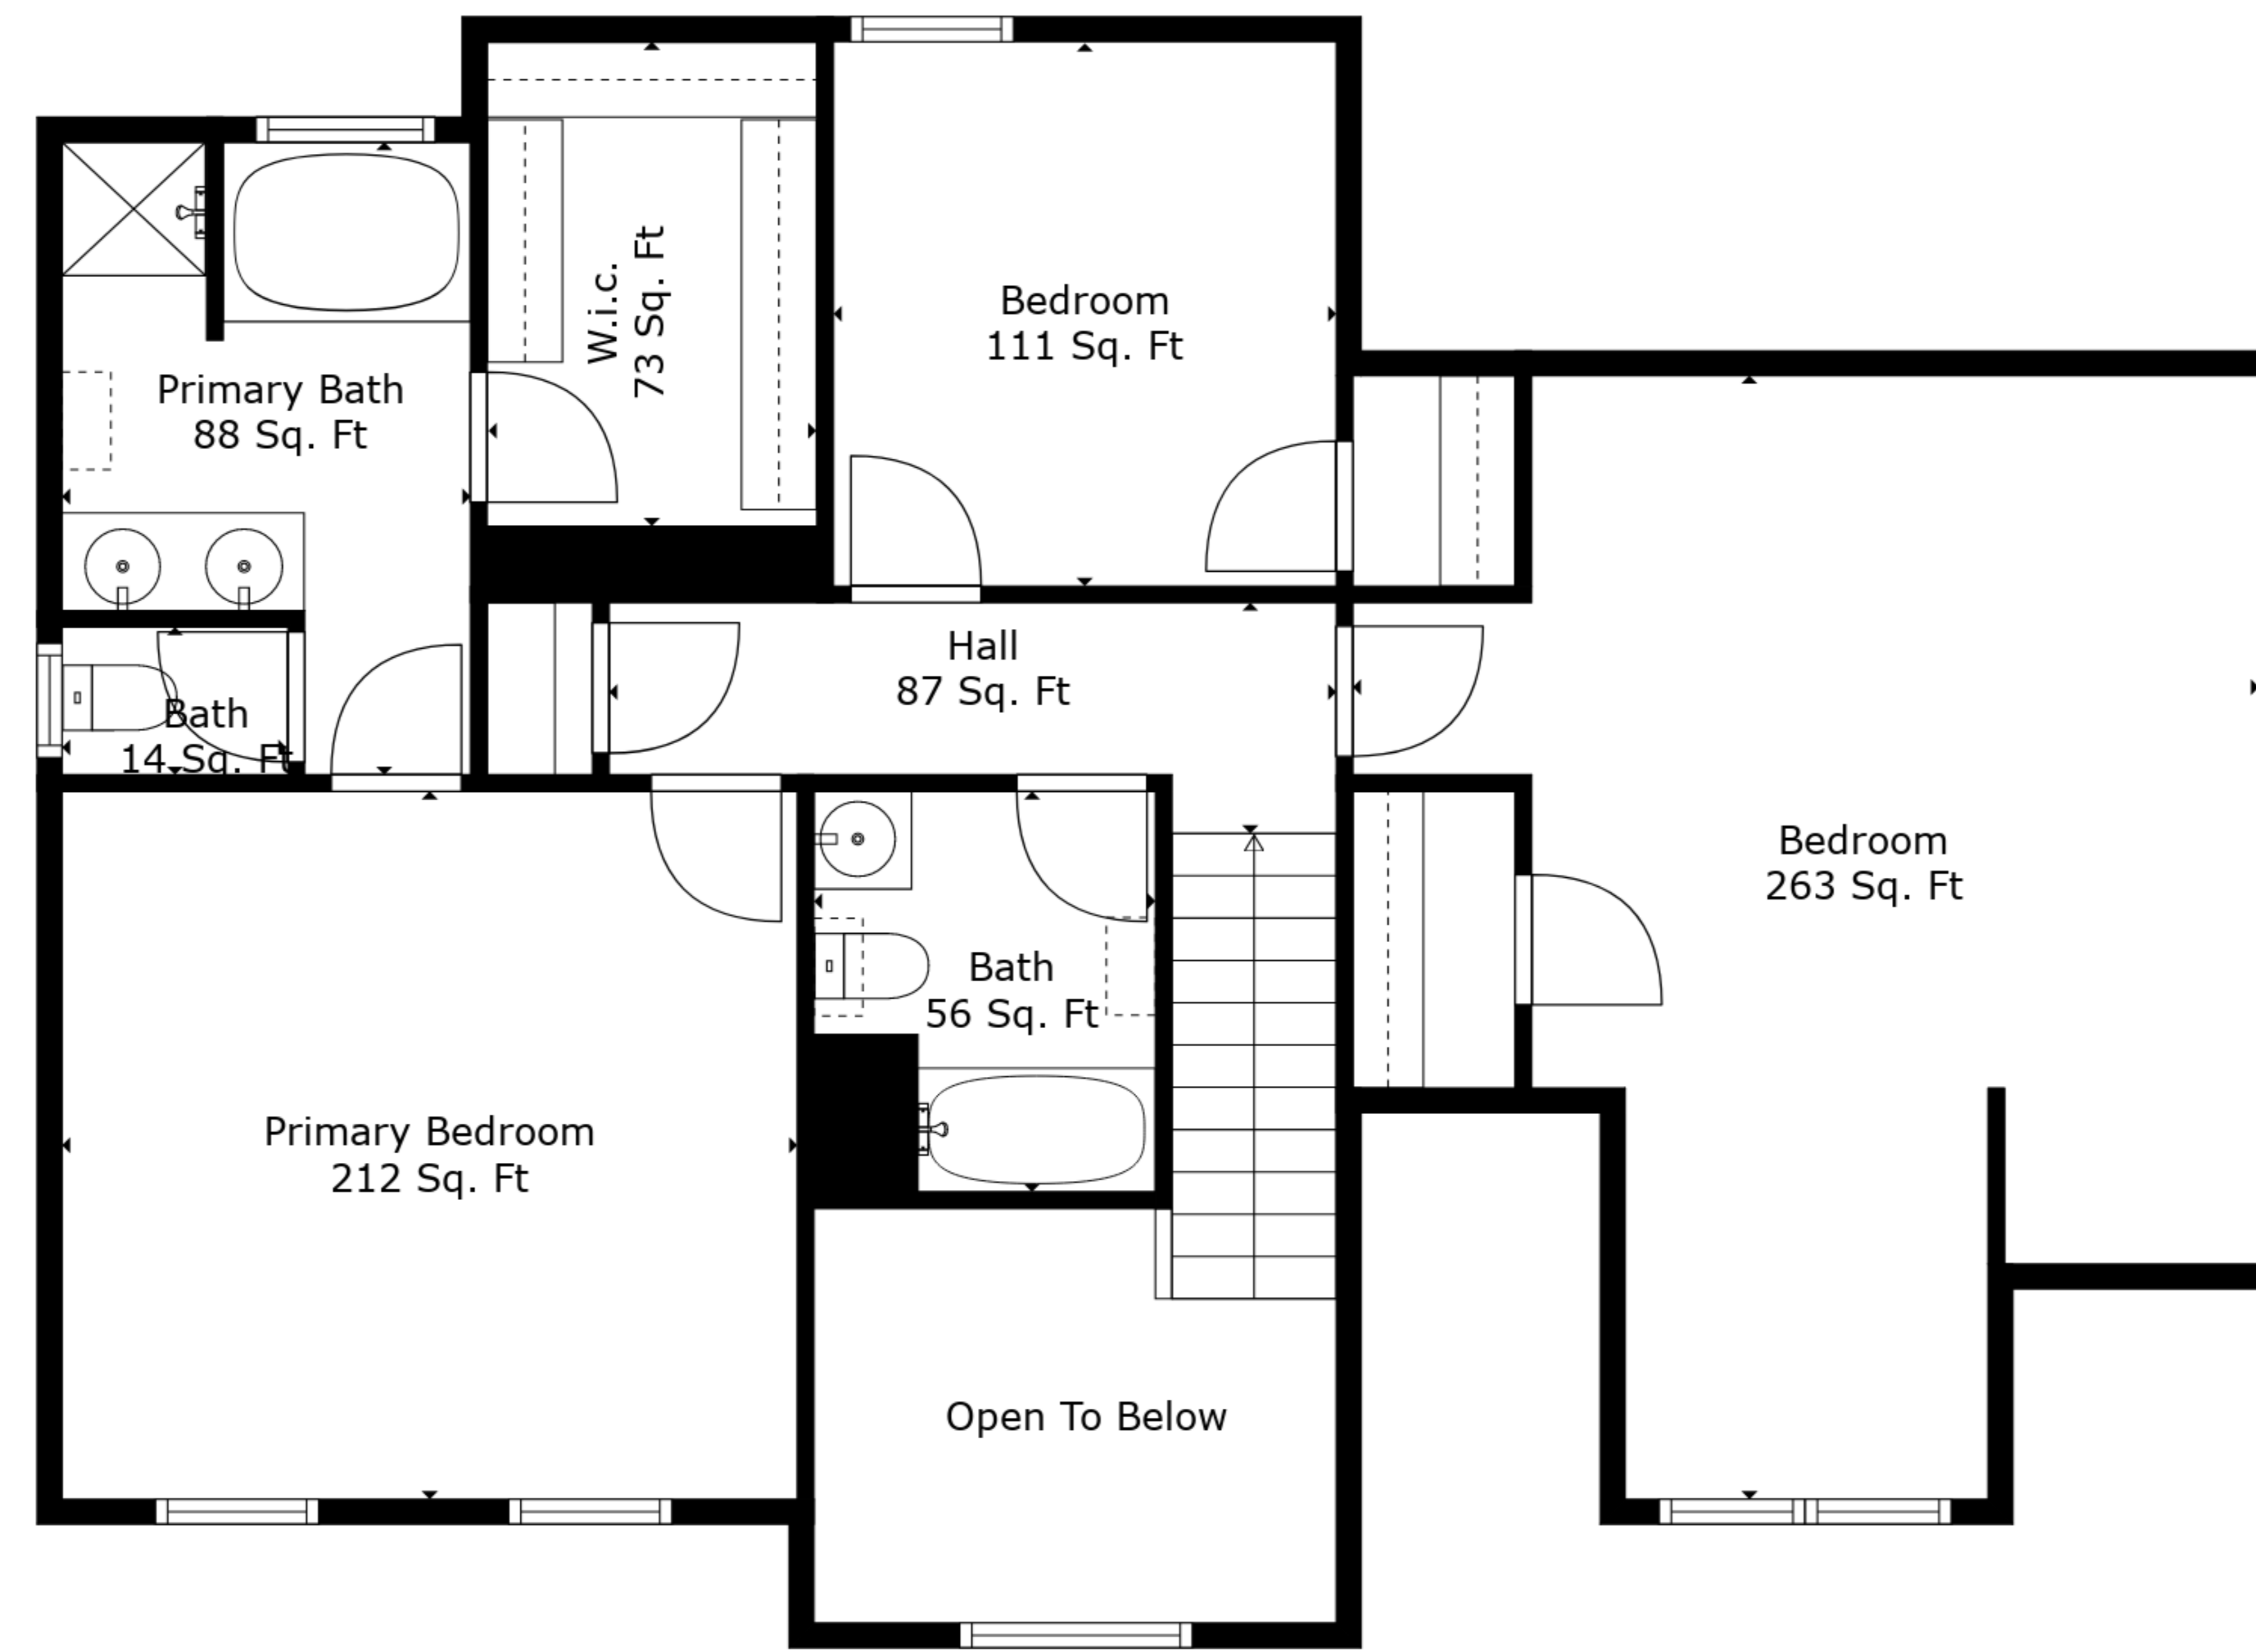 Bedroom
111 Sq. Ft
W.i.c.
73 Sq. Ft
Primary Bath
88 Sq. Ft
Hall
87 Sq. Ft
Bath
14 Sq. Ft
Bedroom
263 Sq. Ft
Bath
56 Sq. Ft
Primary Bedroom
212 Sq. Ft
Open To Below